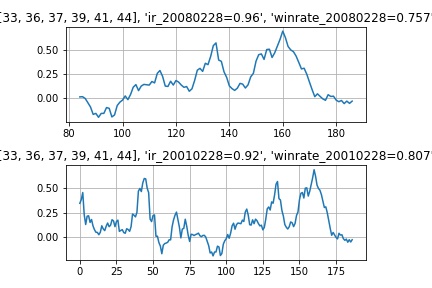 [33, 36, 37, 39, 41, 44], 'ir_20080228=0.96', 'winrate_20080228=0.757'
0.50
0.25
0.00
80 100 120 140 160 180
[33, 36, 37, 39, 41, 44], 'ir_20010228=0.92', 'winrate_20010228=0.807'
0.50
0.25
0.00
0 25 50 75 100 125 150 175